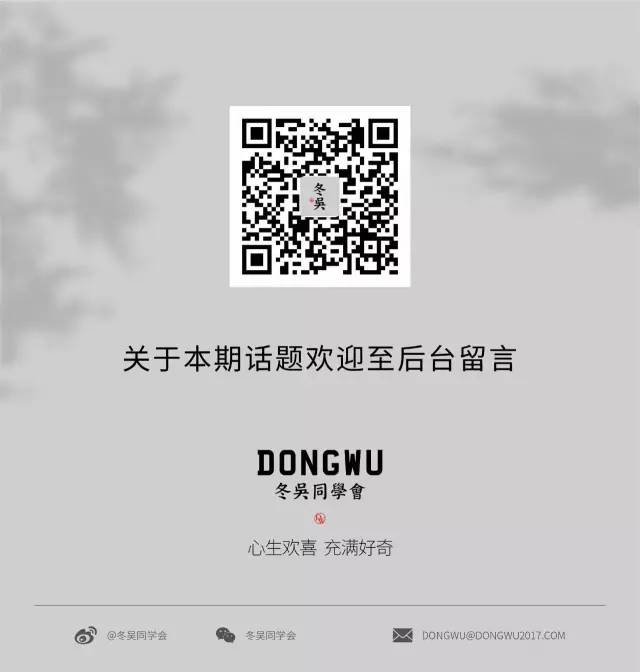 冬
吳
关于本期话题欢迎至后台留言
DONGWU
冬吳同學會
心生欢喜 充满好奇
@冬吴同学会
冬吴同学会
DONGWU@DONGWU2017.COM